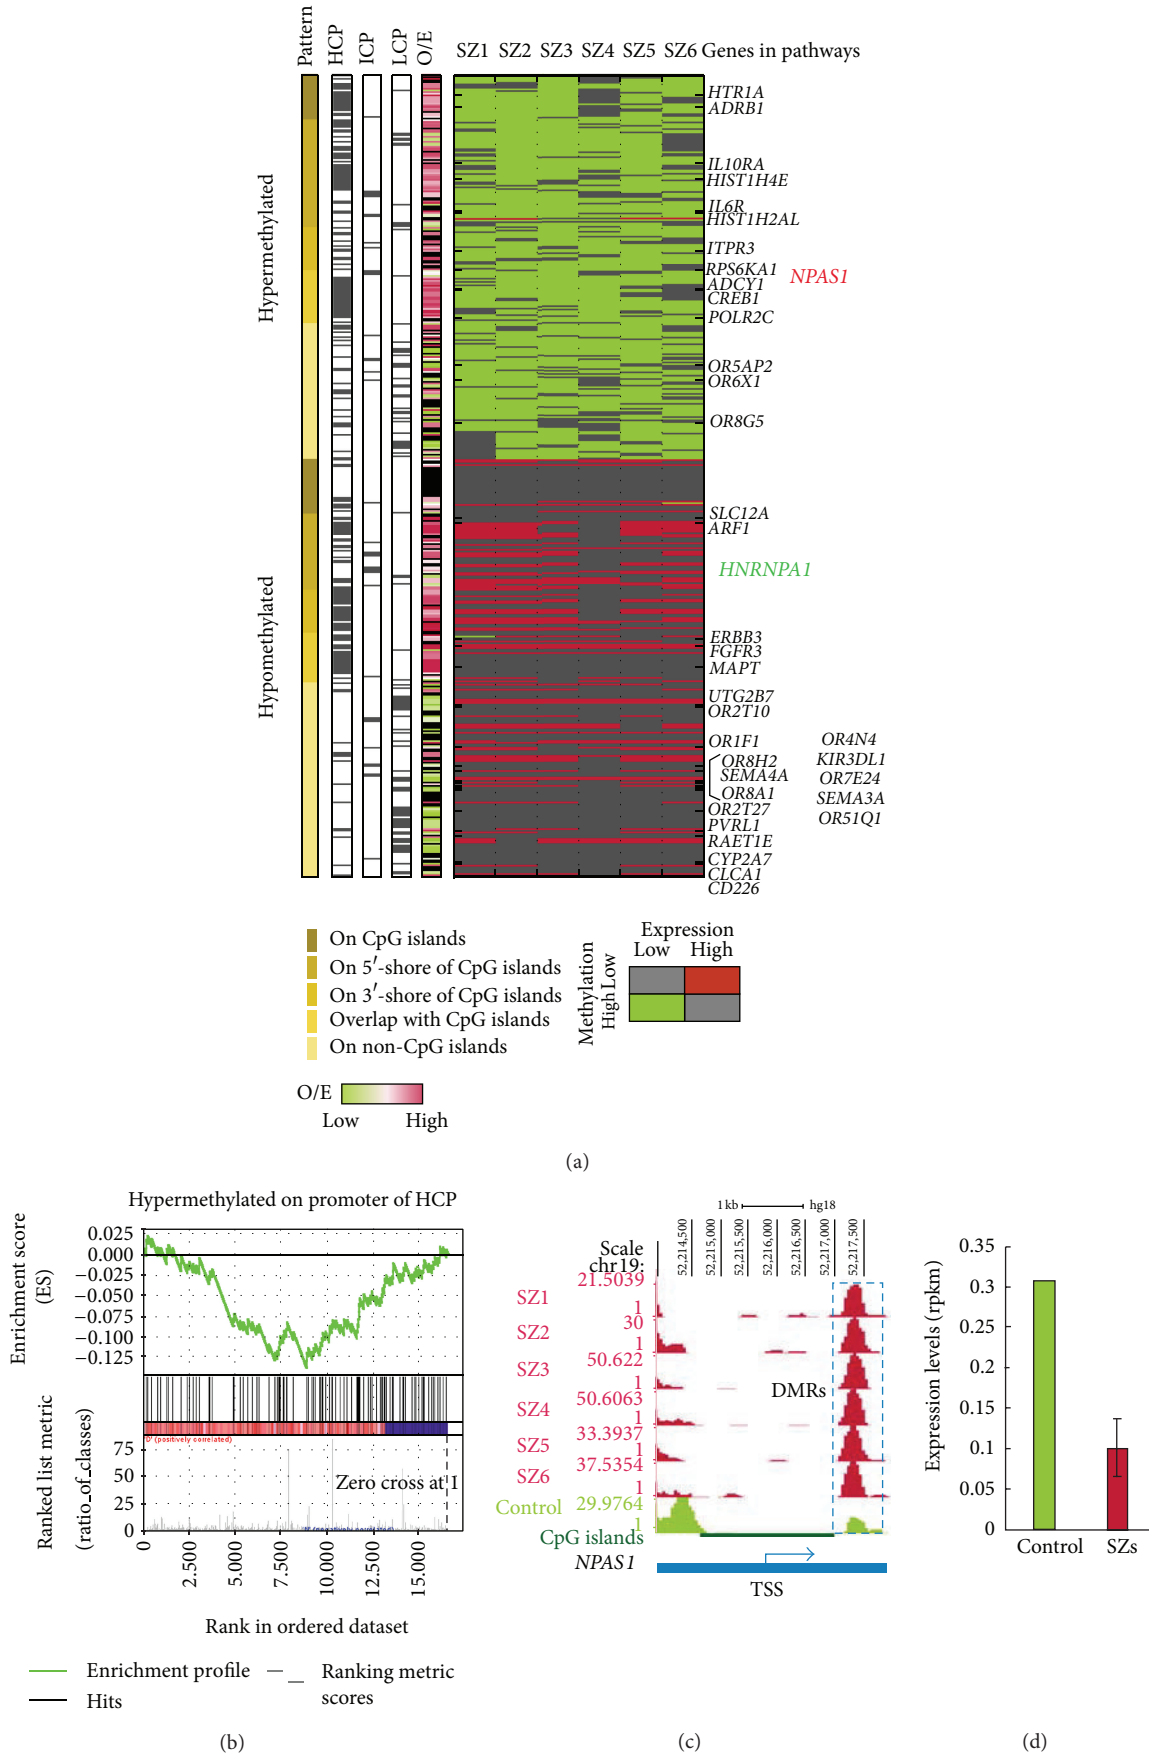 Pattern HCP ICP LCP O/E SZ1 SZ2 SZ3 SZ4 SZ5 SZ6 Genes in pathways
Hypermethylated
HTR1A
ADRB1
IL10RA
HIST1H4E
IL6R
HIST1H2AL
ITPR3
RPS6KA1
ADCY1
NPAS1
CREB1
POLR2C
OR5AP2
OR6X1
OR8G5
Hypomethylated
SLC12A
ARF1
HNRNPA1
ERBB3
FGFR3
MAPT
UTG2B7
OR2T10
OR1F1 OR4N4
OR8H2 KIR3DL1
SEMA4A OR7E24
OR8A1 SEMA3A
OR2T27 OR51Q1
PVRL1
RAET1E
CYP2A7
CLCA1
CD226
On CpG islands
On 5′-shore of CpG islands
On 3′-shore of CpG islands
Overlap with CpG islands
On non-CpG islands
Expression
Low High
Methylation
High Low
O/E
Low High
(a)
Hypermethylated on promoter of HCP
Enrichment score
(ES)
0.025
0.000
−0.025
−0.050
−0.075
−0.100
−0.125
Ranked list metric
(ratio_of_classes)
(positively correlated)
75
50
25
0
Zero cross at 1
0 2.500 5.000 7.500 10.000 12.500 15.000
Rank in ordered dataset
Enrichment profile
Hits
Ranking metric
scores
(b)
1 kb hg18
Scale
chr19:
52,214,500 52,215,000 52,215,500 52,216,000 52,216,500 52,217,000 52,217,500
21.5039
SZ1
1
30
SZ2
1
50.622
SZ3
1
DMRs
50.6063
SZ4
1
33.3937
SZ5
1
37.5354
SZ6
1
Control 29.9764
1
CpG islands
NPAS1
TSS
(c)
Expression levels (rpkm)
0.35
0.3
0.25
0.2
0.15
0.1
0.05
0
Control SZs
(d)